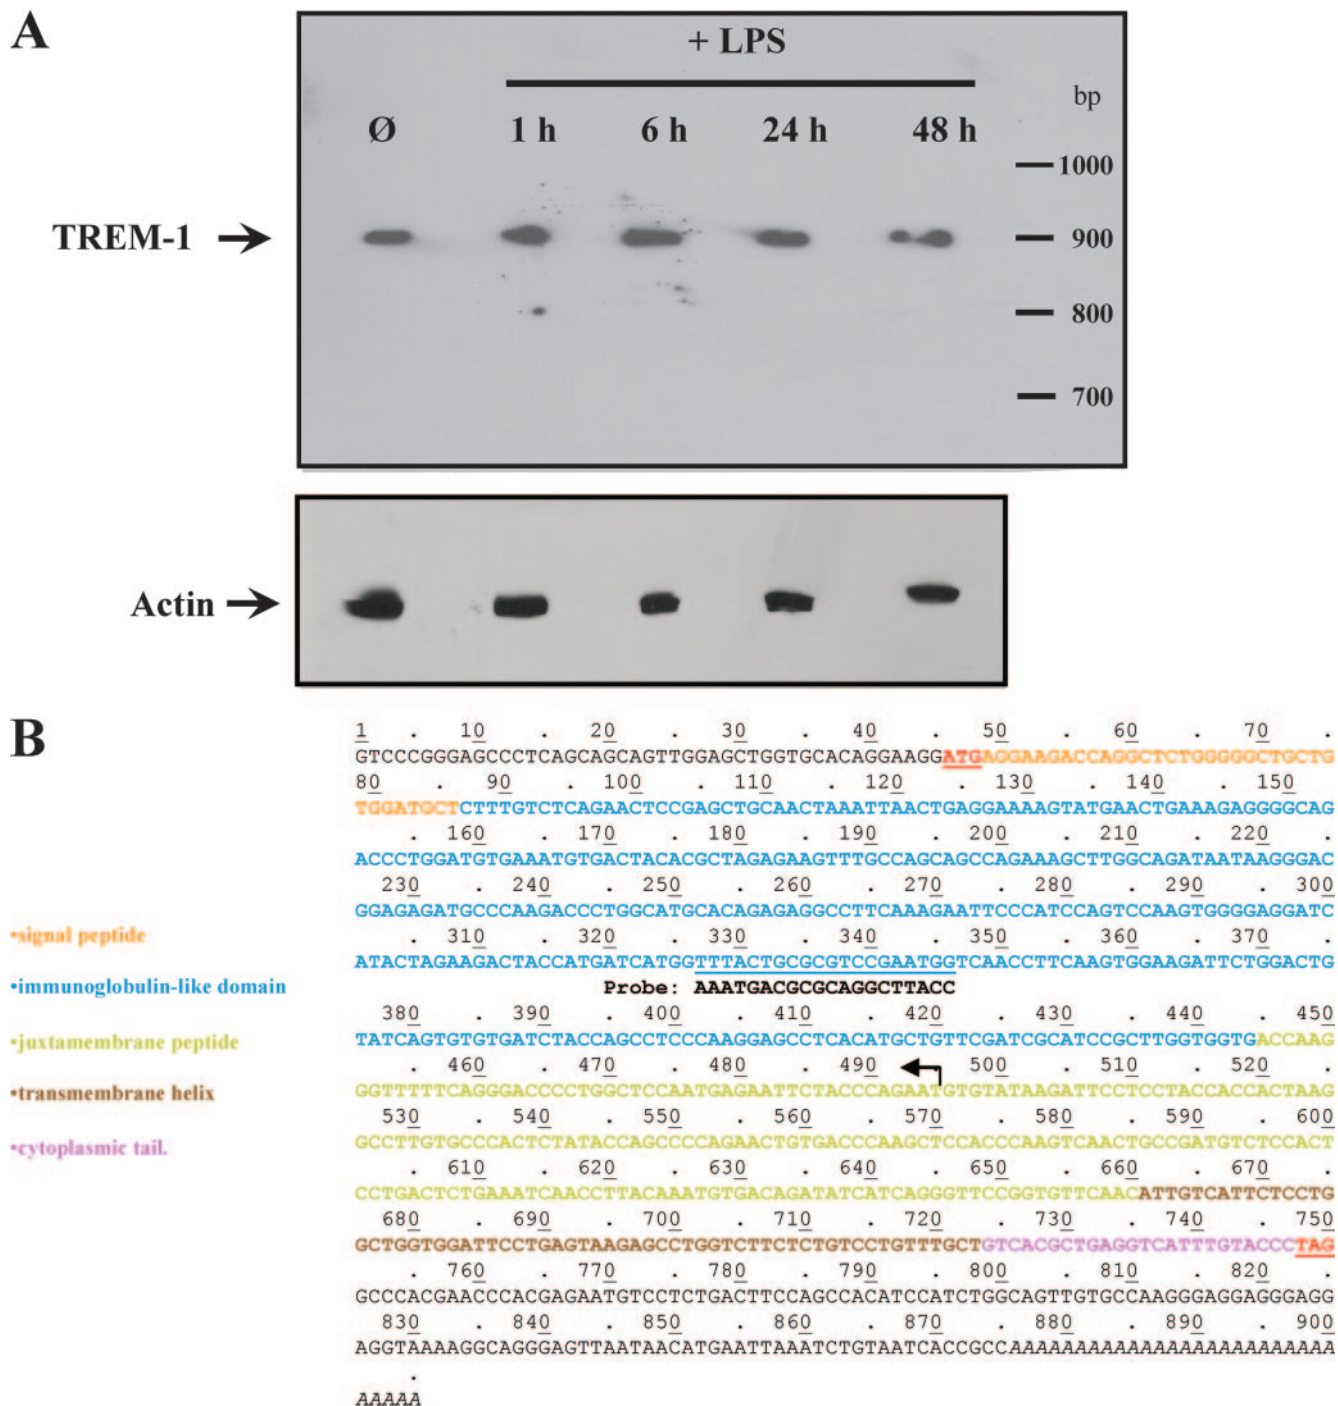 A
+ LPS
bp
Ø 1 h 6 h 24 h 48 h
1000
TREM-1 900
800
700
Actin
B
1 . 10 . 20 . 30 . 40 . 50 . 60 . 70 .
GTCCCGGGAGCCCTCAGCAGCAGTTGGAGCTGGTGCACAGGAAGGATGAGGAAGACCAGGCTCTGGGGGCTGCTG
80 . 90 . 100 . 110 . 120 . 130 . 140 . 150
TGGATGCTCTTTGTCTCAGAACTCCGAGCTGCAACTAAATTAACTGAGGAAAAGTATGAACTGAAAGAGGGGCAG
. 160 . 170 . 180 . 190 . 200 . 210 . 220 .
ACCCTGGATGTGAAATGTGACTACACGCTAGAGAAGTTTGCCAGCAGCCAGAAAGCTTGGCAGATAATAAGGGAC
230 . 240 . 250 . 260 . 270 . 280 . 290 . 300
GGAGAGATGCCCAAGACCCTGGCATGCACAGAGAGGCCTTCAAAGAATTCCCATCCAGTCCAAGTGGGGAGGATC
•signal peptide
. 310 . 320 . 330 . 340 . 350 . 360 . 370 .
ATACTAGAAGACTACCATGATCATGGTTTACTGCGCGTCCGAATGGTCAACCTTCAAGTGGAAGATTCTGGACTG
•immunoglobulin-like domain
Probe: AAATGACGCGCAGGCTTACC
380 . 390 . 400 . 410 . 420 . 430 . 440 . 450
TATCAGTGTGTGATCTACCAGCCTCCCAAGGAGCCTCACATGCTGTTCGATCGCATCCGCTTGGTGGTGACCAAG
•juxtamembrane peptide
. 460 . 470 . 480 . 490 . 500 . 510 . 520 .
GGTTTTTCAGGGACCCCTGGCTCCAATGAGAATTCTACCCAGAATGTGTATAAGATTCCTCCTACCACCACTAAG
•transmembrane helix
530 . 540 . 550 . 560 . 570 . 580 . 590 . 600
GCCTTGTGCCCACTCTATACCAGCCCCAGAACTGTGACCCAAGCTCCACCCAAGTCAACTGCCGATGTCTCCACT
•cytoplasmic tail.
. 610 . 620 . 630 . 640 . 650 . 660 . 670 .
CCTGACTCTGAAATCAACCTTACAAATGTGACAGATATCATCAGGGTTCCGGTGTTCAACATTGTCATTCTCCTG
680 . 690 . 700 . 710 . 720 . 730 . 740 . 750
GCTGGTGGATTCCTGAGTAAGAGCCTGGTCTTCTCTGTCCTGTTTGCTGTCACGCTGAGGTCATTTGTACCCTAG
. 760 . 770 . 780 . 790 . 800 . 810 . 820 .
GCCCACGAACCCACGAGAATGTCCTCTGACTTCCAGCCACATCCATCTGGCAGTTGTGCCAAGGGAGGAGGGAGG
830 . 840 . 850 . 860 . 870 . 880 . 890 . 900
AGGTAAAAGGCAGGGAGTTAATAACATGAATTAAATCTGTAATCACCGCCAAAAAAAAAAAAAAAAAAAAAAAAA
.
AAAAA